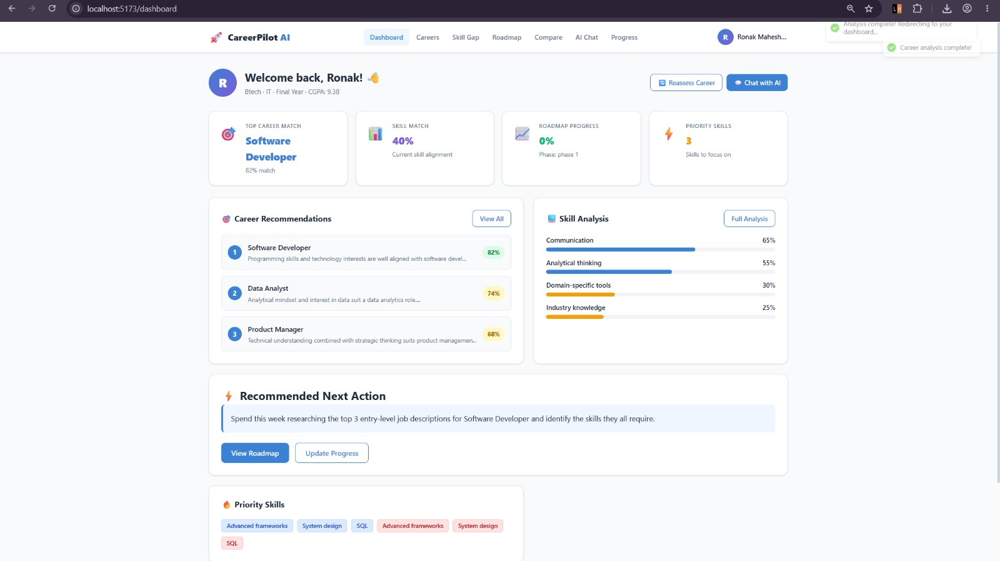 localhost:5173/dashboard
CareerPilot AI
Dashboard
Careers
Skill Gap
Roadmap
Compare
AI Chat
Progress
R
Ronak Mahesh...
Analysis complete! Redirecting to your
dashboard...
Career analysis complete!
R
Welcome back, Ronak!
Btech · IT · Final Year · CGPA: 9.38
Reassess Career
Chat with AI
TOP CAREER MATCH
Software
Developer
82% match
SKILL MATCH
40%
Current skill alignment
ROADMAP PROGRESS
0%
Phase: phase 1
PRIORITY SKILLS
3
Skills to focus on
Career Recommendations
View All
1
Software Developer
Programming skills and technology interests are well aligned with software devel...
82%
2
Data Analyst
Analytical mindset and interest in data suit a data analytics role....
74%
3
Product Manager
Technical understanding combined with strategic thinking suits product managemen...
68%
Skill Analysis
Full Analysis
Communication 65%
Analytical thinking 55%
Domain-specific tools 30%
Industry knowledge 25%
Recommended Next Action
Spend this week researching the top 3 entry-level job descriptions for Software Developer and identify the skills they all require.
View Roadmap
Update Progress
Priority Skills
Advanced frameworks
System design
SQL
Advanced frameworks
System design
SQL